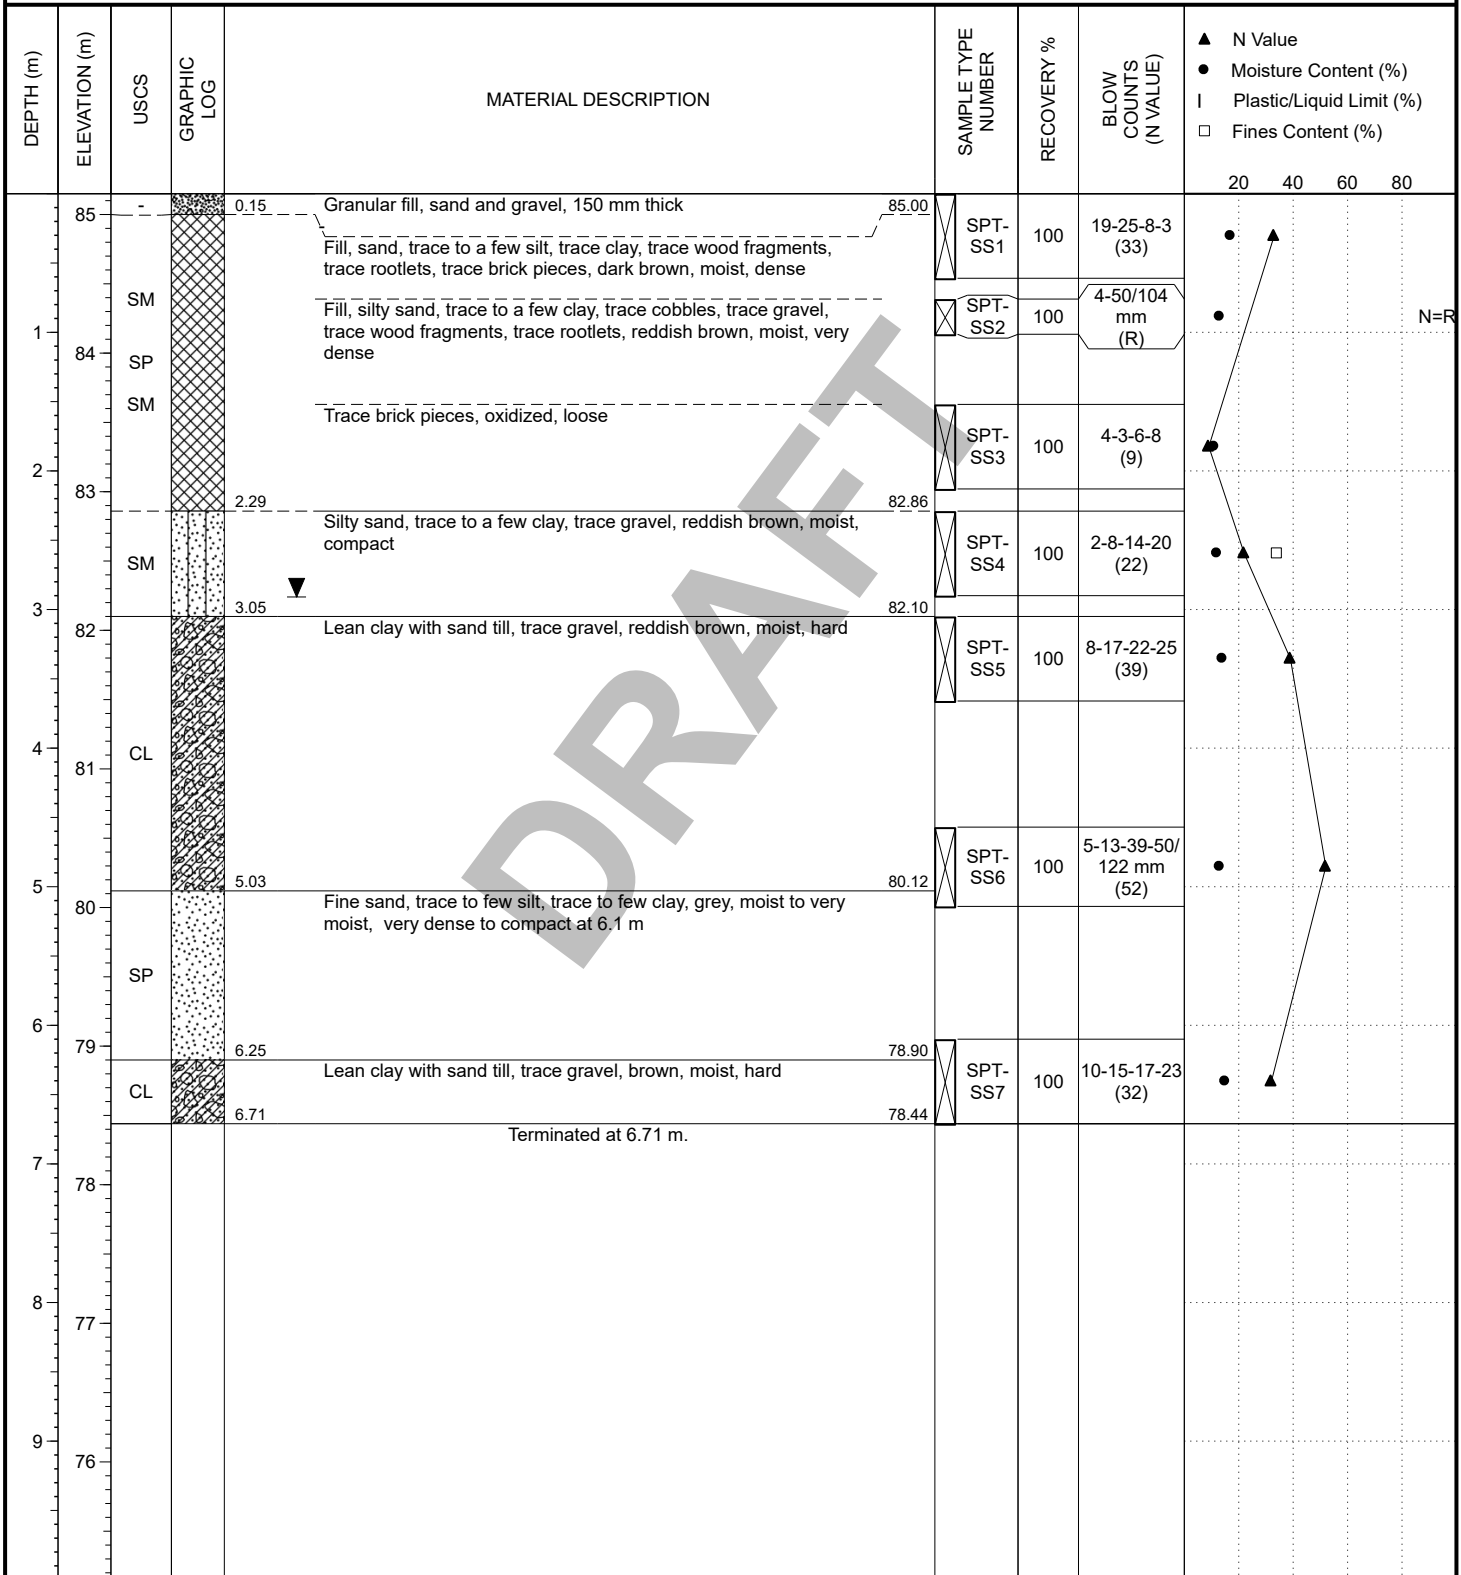 DEPTH (m)
ELEVATION (m)
USCS
GRAPHIC
LOG
MATERIAL DESCRIPTION
SAMPLE TYPE
NUMBER
RECOVERY %
BLOW
COUNTS
(N VALUE)
▲ N Value
● Moisture Content (%)
| Plastic/Liquid Limit (%)
□ Fines Content (%)
20 40 60 80
85
-
0.15
Granular fill, sand and gravel, 150 mm thick
85.00
Fill, sand, trace to a few silt, trace clay, trace wood fragments,
trace rootlets, trace brick pieces, dark brown, moist, dense
SPT-
SS1
100
19-25-8-3
(33)
SM
Fill, silty sand, trace to a few clay, trace cobbles, trace gravel,
trace wood fragments, trace rootlets, reddish brown, moist, very
dense
SPT-
SS2
100
4-50/104
mm
(R)
N=R
1
84
SP
SM
Trace brick pieces, oxidized, loose
SPT-
SS3
100
4-3-6-8
(9)
2
83
2.29
82.86
Silty sand, trace to a few clay, trace gravel, reddish brown, moist,
compact
SM
SPT-
SS4
100
2-8-14-20
(22)
3
3.05
82.10
82
Lean clay with sand till, trace gravel, reddish brown, moist, hard
SPT-
SS5
100
8-17-22-25
(39)
4
CL
81
SPT-
SS6
100
5-13-39-50/
122 mm
(52)
5
5.03
80.12
80
Fine sand, trace to few silt, trace to few clay, grey, moist to very
moist, very dense to compact at 6.1 m
SP
6
79
6.25
78.90
Lean clay with sand till, trace gravel, brown, moist, hard
CL
SPT-
SS7
100
10-15-17-23
(32)
6.71
78.44
Terminated at 6.71 m.
7
78
8
77
9
76
DRAFT